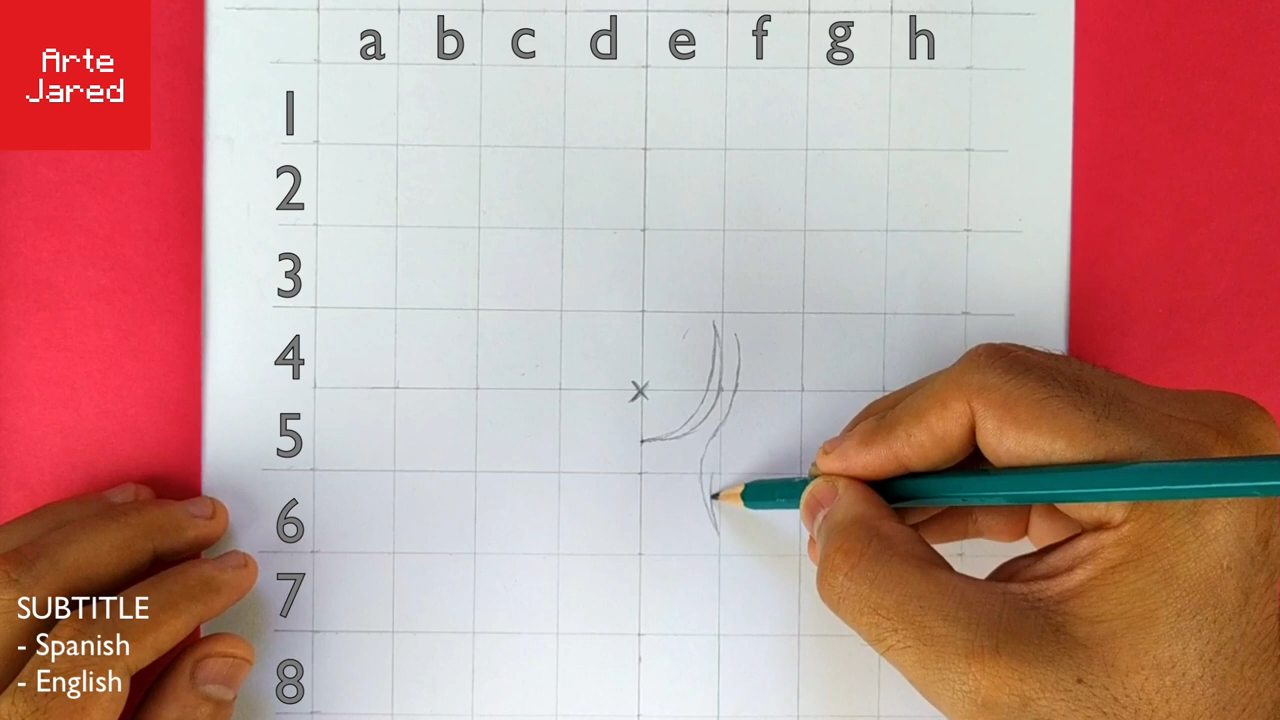 Arte
Jared
a b c d e f g h
1
2
3
4
x
5
6
7
8
SUBTITLE
- Spanish
- English